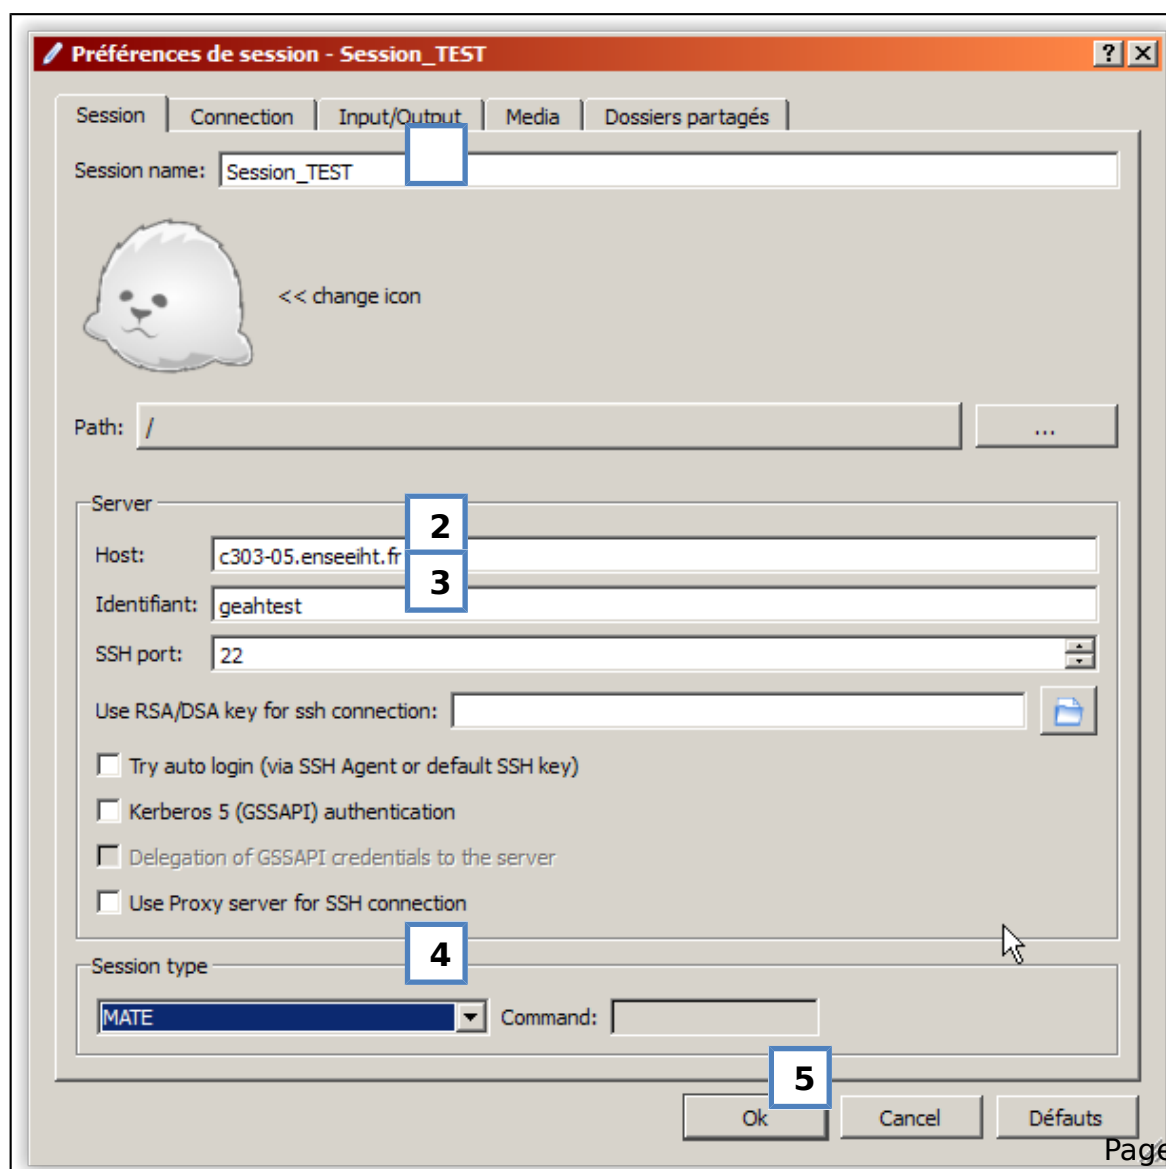 Préférences de session - Session_TEST
Session Connection Input/Output Media Dossiers partagés
Session name: Session_TEST
<< change icon
Path: / ...
Server
2
Host: c303-05.enseeiht.fr
3
Identifiant: geahtest
SSH port: 22
Use RSA/DSA key for ssh connection:
Try auto login (via SSH Agent or default SSH key)
Kerberos 5 (GSSAPI) authentication
Delegation of GSSAPI credentials to the server
Use Proxy server for SSH connection
4
Session type
MATE Command:
5
Ok Cancel Défauts
Page